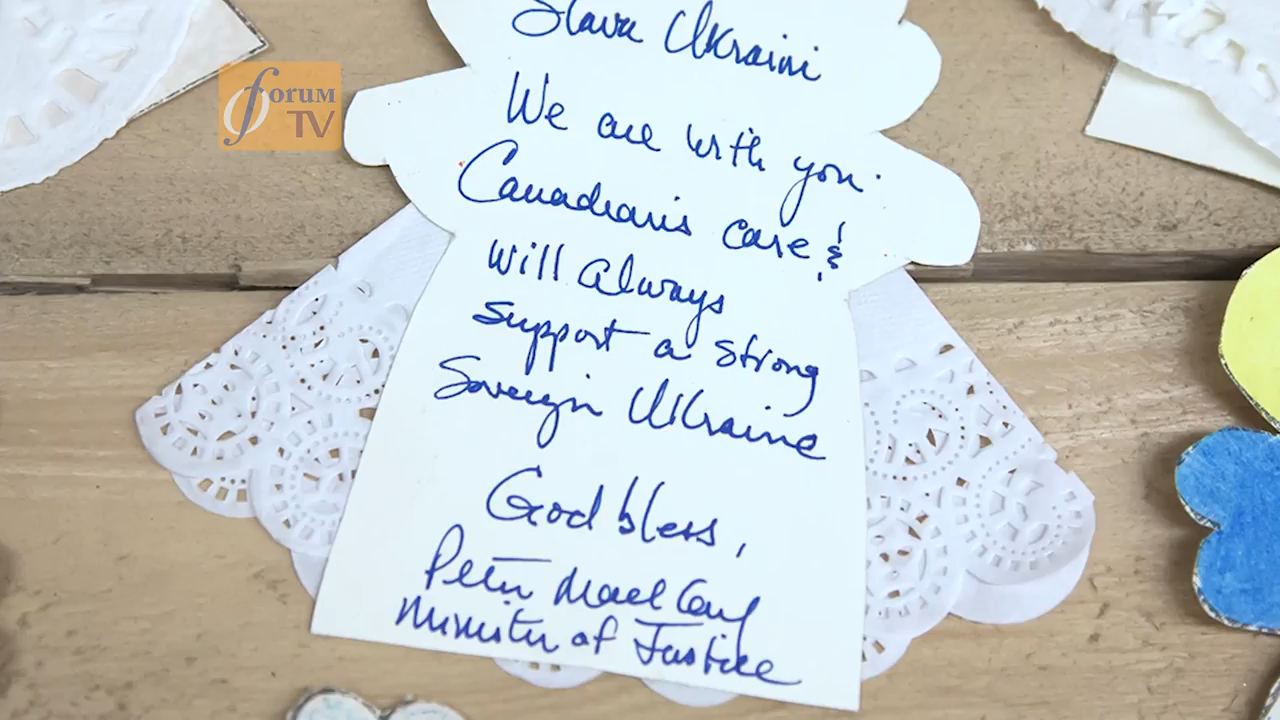 Slava Ukraini
forum
TV
We are with you.
Canadians care &
will always
support a strong
Sovereign Ukraine
God bless,
Peter MacKay
Minister of Justice